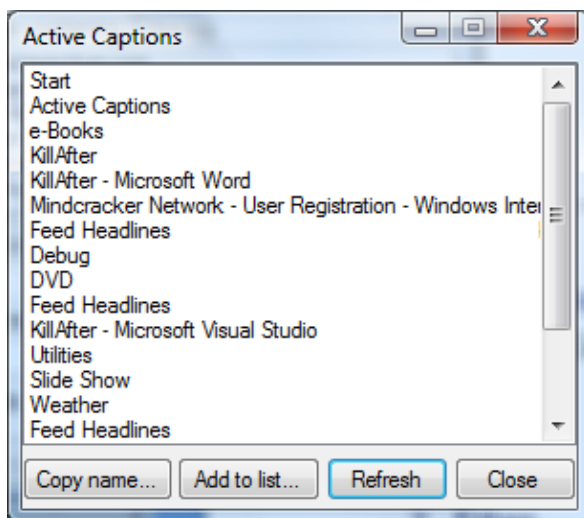 Active Captions
Start
Active Captions
e-Books
KillAfter
KillAfter - Microsoft Word
Mindcracker Network - User Registration - Windows Inter
Feed Headlines
Debug
DVD
Feed Headlines
KillAfter - Microsoft Visual Studio
Utilities
Slide Show
Weather
Feed Headlines
Copy name... Add to list... Refresh Close